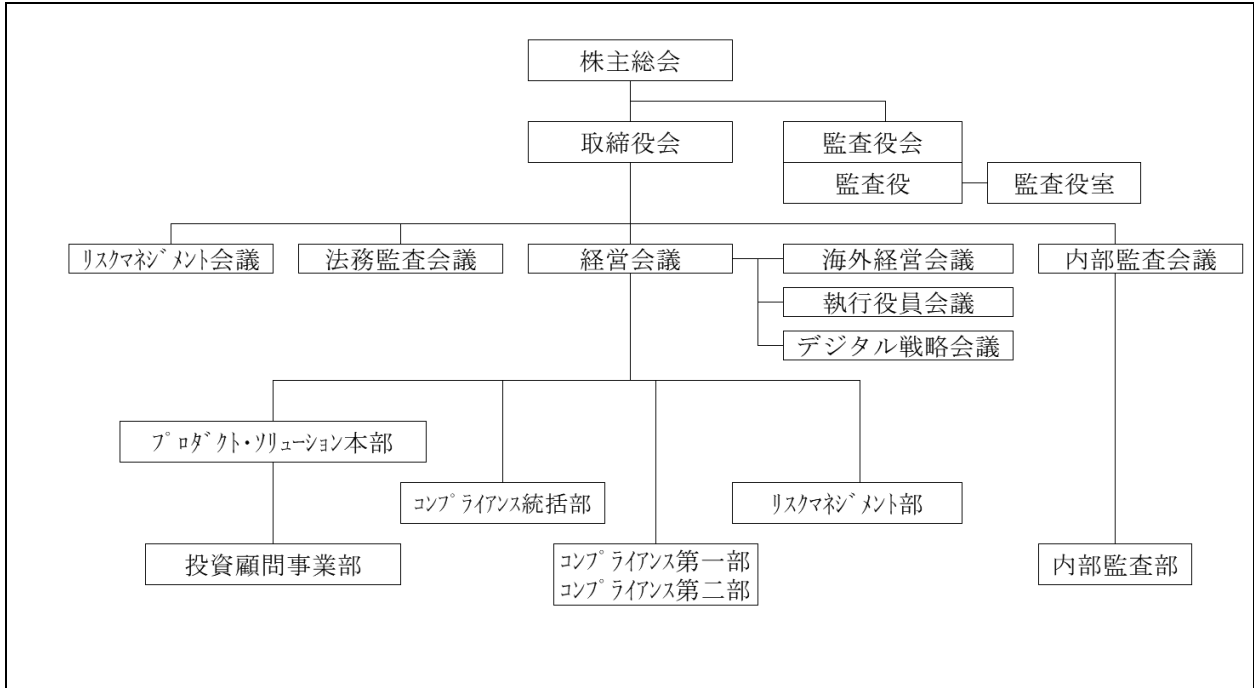 株主総会
取締役会
監査役会
監査役
監査役室
ﾘｽｸﾏﾈｼﾞﾒﾝﾄ会議
法務監査会議
経営会議
海外経営会議
内部監査会議
執行役員会議
デジタル戦略会議
ﾌﾟﾛﾀﾞｸﾄ・ｿﾘｭｰｼｮﾝ本部
ｺﾝﾌﾟﾗｲｱﾝｽ統括部
ﾘｽｸﾏﾈｼﾞﾒﾝﾄ部
投資顧問事業部
ｺﾝﾌﾟﾗｲｱﾝｽ第一部
ｺﾝﾌﾟﾗｲｱﾝｽ第二部
内部監査部